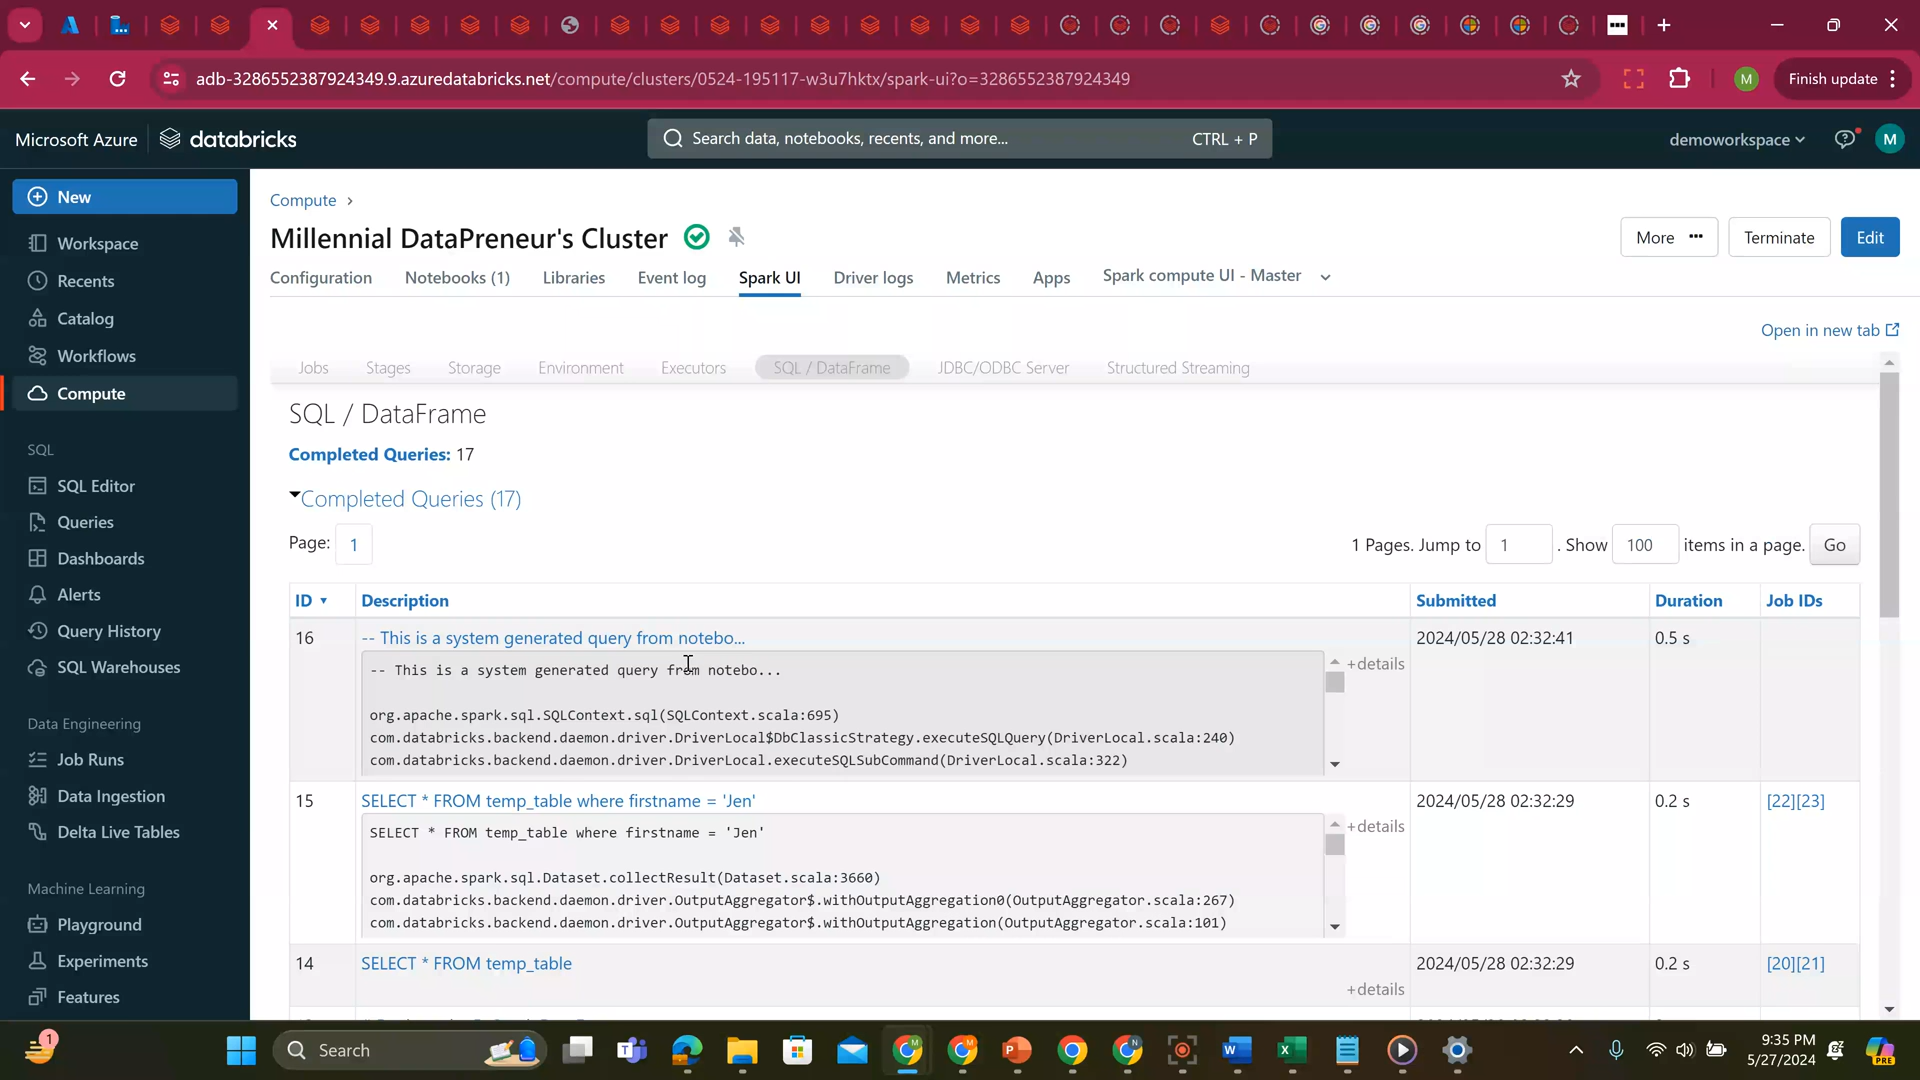 adb-3286552387924349.9.azuredatabricks.net/compute/clusters/0524-195117-w3u7hktx/spark-ui?o=3286552387924349
M
Finish update
Microsoft Azure
databricks
Search data, notebooks, recents, and more...
CTRL + P
demoworkspace
M
New
Workspace
Recents
Catalog
Workflows
Compute
SQL
SQL Editor
Queries
Dashboards
Alerts
Query History
SQL Warehouses
Data Engineering
Job Runs
Data Ingestion
Delta Live Tables
Machine Learning
Playground
Experiments
Features
Compute ›
Millennial DataPreneur's Cluster
More
Terminate
Edit
Configuration Notebooks (1) Libraries Event log Spark UI Driver logs Metrics Apps Spark compute UI - Master
Open in new tab
Jobs Stages Storage Environment Executors SQL / DataFrame JDBC/ODBC Server Structured Streaming
SQL / DataFrame
Completed Queries: 17
Completed Queries (17)
Page: 1
1 Pages. Jump to 1 . Show 100 items in a page. Go
ID Description Submitted Duration Job IDs
16 -- This is a system generated query from notebo... 2024/05/28 02:32:41 0.5 s
+details
-- This is a system generated query from notebo...
org.apache.spark.sql.SQLContext.sql(SQLContext.scala:695)
com.databricks.backend.daemon.driver.DriverLocal$DbClassicStrategy.executeSQLQuery(DriverLocal.scala:240)
com.databricks.backend.daemon.driver.DriverLocal.executeSQLSubCommand(DriverLocal.scala:322)
15 SELECT * FROM temp_table where firstname = 'Jen' 2024/05/28 02:32:29 0.2 s [22][23]
+details
SELECT * FROM temp_table where firstname = 'Jen'
org.apache.spark.sql.Dataset.collectResult(Dataset.scala:3660)
com.databricks.backend.daemon.driver.OutputAggregator$.withOutputAggregation0(OutputAggregator.scala:267)
com.databricks.backend.daemon.driver.OutputAggregator$.withOutputAggregation(OutputAggregator.scala:101)
14 SELECT * FROM temp_table 2024/05/28 02:32:29 0.2 s [20][21]
+details
1
Search
9:35 PM
5/27/2024
PRE